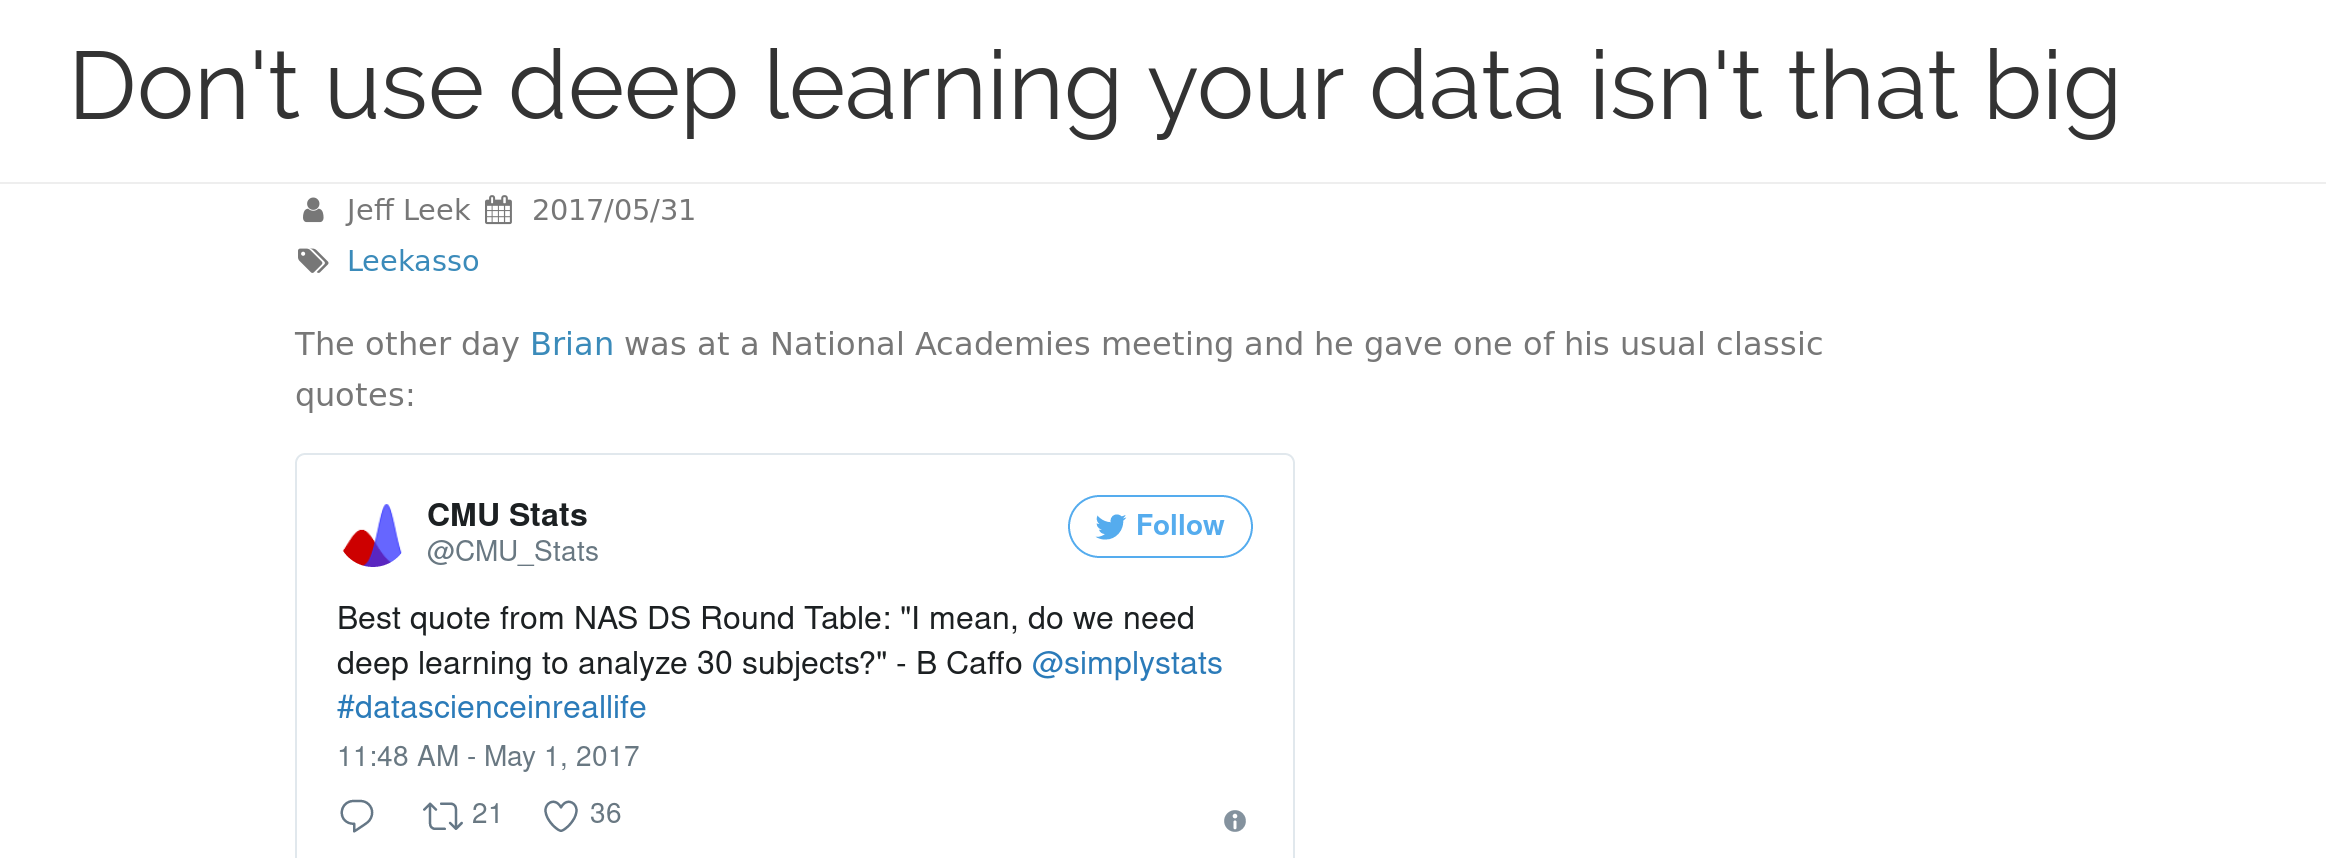 Don't use deep learning your data isn't that big
Jeff Leek 2017/05/31
Leekasso
The other day Brian was at a National Academies meeting and he gave one of his usual classic
quotes:
CMU Stats
@CMU_Stats
Follow
Best quote from NAS DS Round Table: "I mean, do we need
deep learning to analyze 30 subjects?" - B Caffo @simplystats
#datascienceinreallife
11:48 AM - May 1, 2017
21 36